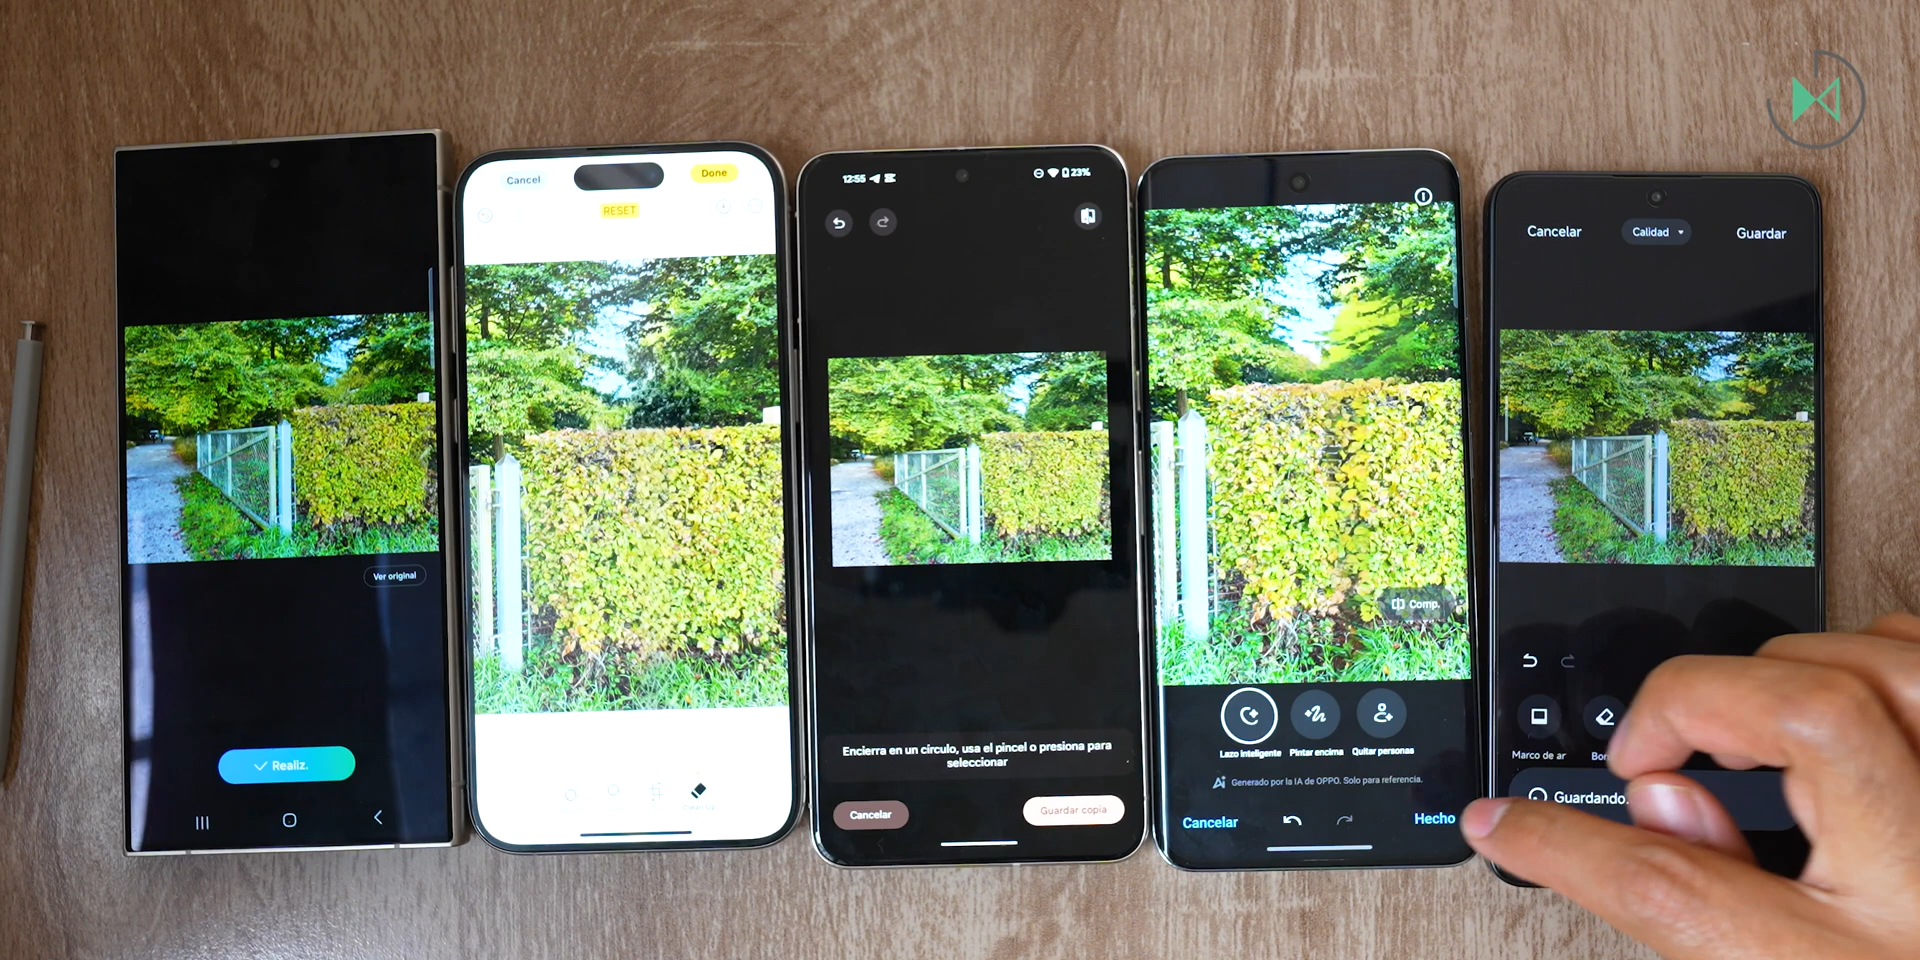 Ver original
Realiz.
Cancel
Done
RESET
12:55
23%
Encierra en un círculo, usa el pincel o presiona para
seleccionar
Cancelar
Guardar copia
Comp.
Lazo inteligente
Pintar encima
Quitar personas
Generado por la IA de OPPO. Solo para referencia.
Cancelar
Hecho
Cancelar
Calidad
Guardar
Marco de ar
Bor
Guardando.